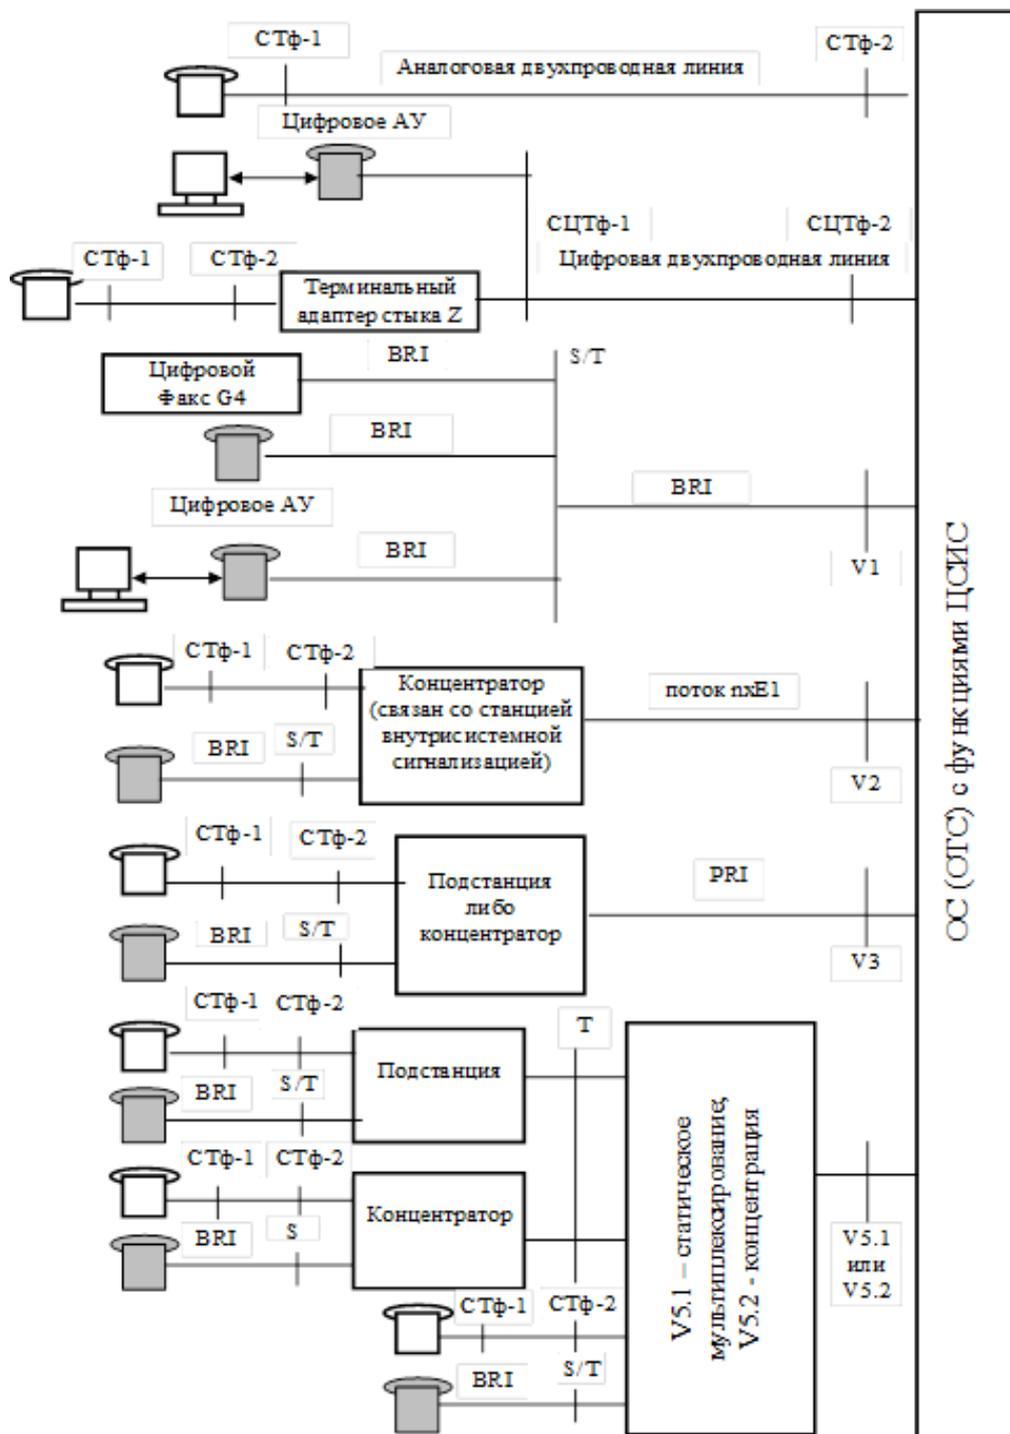 СТф-1
СТф-2
Аналоговая двухпроводная линия
Цифровое АУ
СЦТф-1
СЦТф-2
СТф-1
СТф-2
Цифровая двухпроводная линия
Терминальный
адаптер стыка Z
BRI
S/T
Цифровой
Факс G4
BRI
BRI
Цифровое АУ
BRI
V1
ОС (ОТС) с функциями ЦСИС
СТф-1
СТф-2
Концентратор
(связан со станцией
внутрисистемной
сигнализацией)
поток nxE1
BRI
S/T
V2
СТф-1
СТф-2
Подстанция
либо
концентратор
PRI
BRI
S/T
V3
СТф-1
СТф-2
T
Подстанция
BRI
S/T
V5.1 – статическое
мультиплексирование,
V5.2 - концентрация
СТф-1
СТф-2
Концентратор
BRI
S
V5.1
или
V5.2
СТф-1
СТф-2
BRI
S/T